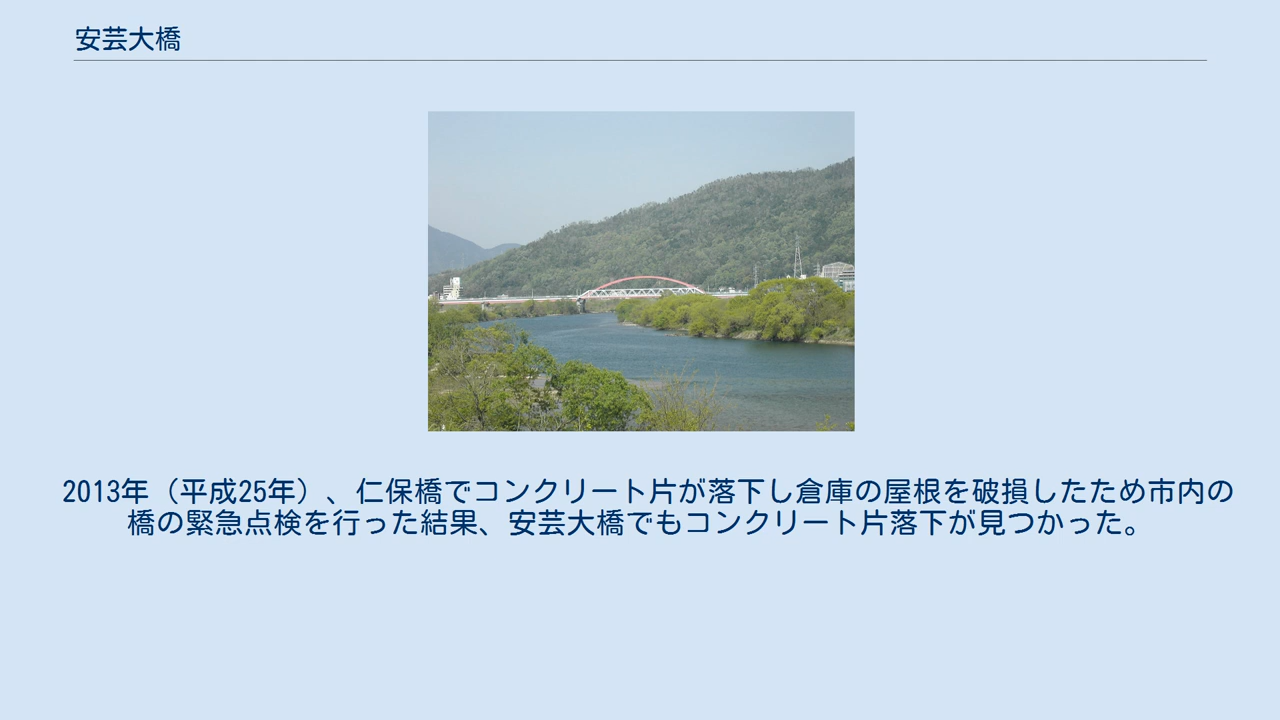 安芸大橋
2013年（平成25年）、仁保橋でコンクリート片が落下し倉庫の屋根を破損したため市内の
橋の緊急点検を行った結果、安芸大橋でもコンクリート片落下が見つかった。